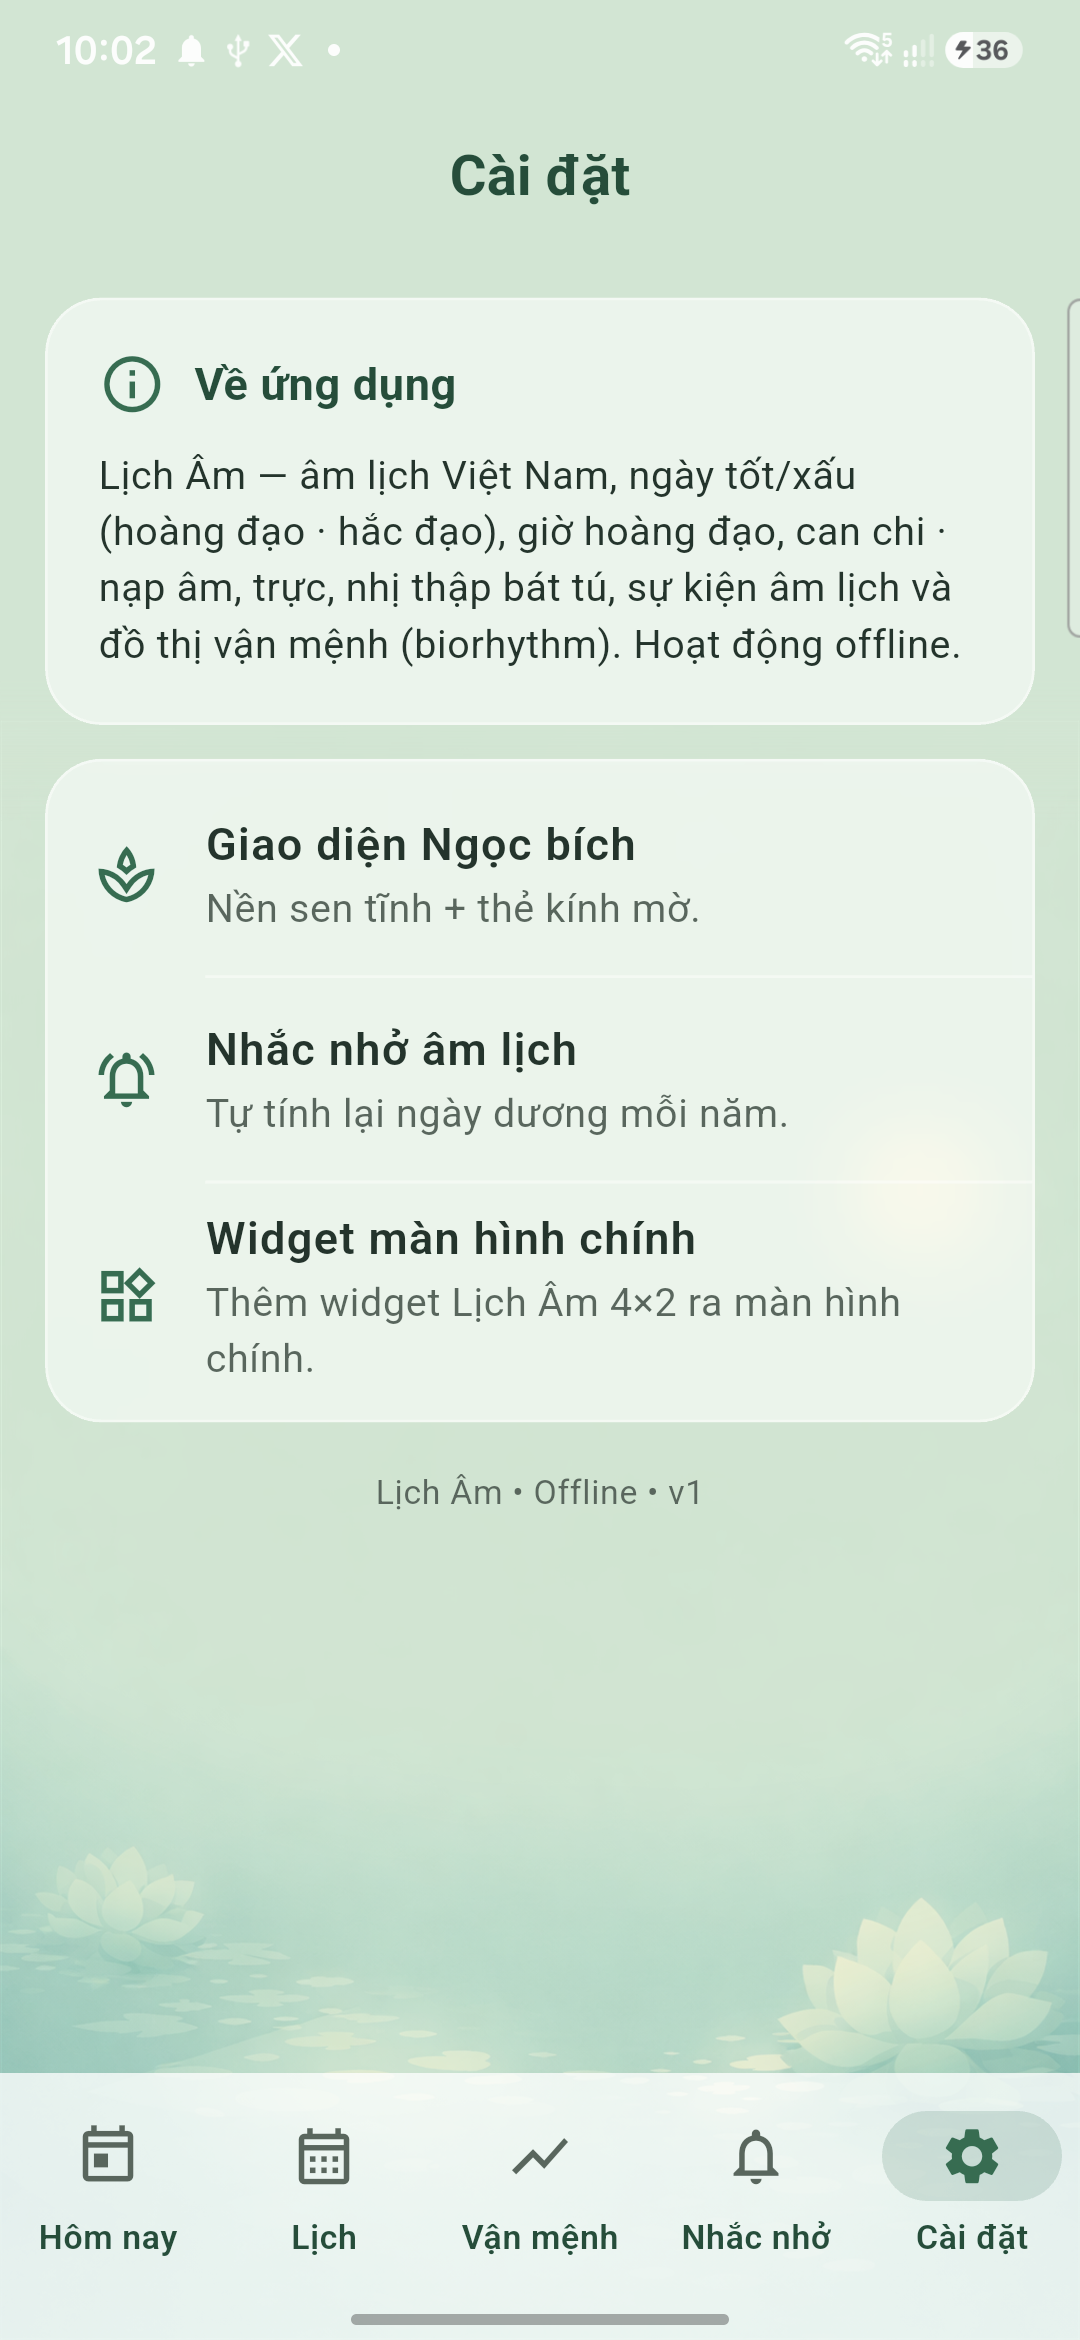 10:02
5
36
Cài đặt
Về ứng dụng
Lịch Âm — âm lịch Việt Nam, ngày tốt/xấu
(hoàng đạo · hắc đạo), giờ hoàng đạo, can chi ·
nạp âm, trực, nhị thập bát tú, sự kiện âm lịch và
đồ thị vận mệnh (biorhythm). Hoạt động offline.
Giao diện Ngọc bích
Nền sen tĩnh + thẻ kính mờ.
Nhắc nhở âm lịch
Tự tính lại ngày dương mỗi năm.
Widget màn hình chính
Thêm widget Lịch Âm 4×2 ra màn hình
chính.
Lịch Âm • Offline • v1
Hôm nay
Lịch
Vận mệnh
Nhắc nhở
Cài đặt